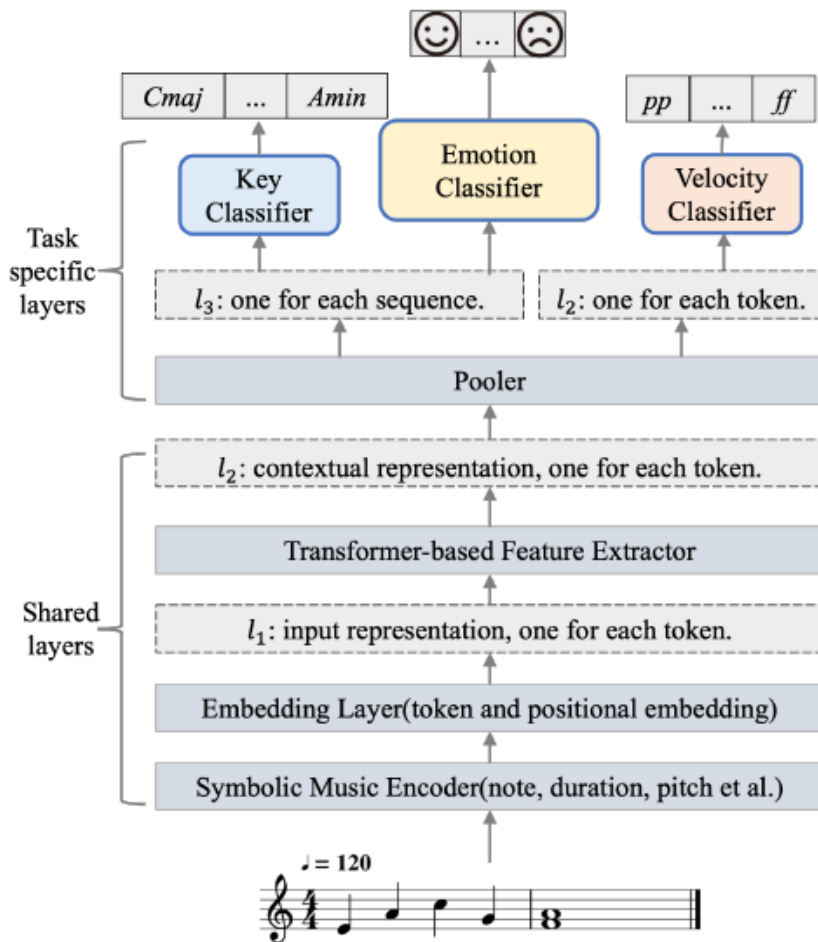 Cmaj ... Amin
...
pp ... ff
Key
Classifier
Emotion
Classifier
Velocity
Classifier
Task
specific
layers
l₃: one for each sequence.
l₂: one for each token.
Pooler
l₂: contextual representation, one for each token.
Transformer-based Feature Extractor
Shared
layers
l₁: input representation, one for each token.
Embedding Layer(token and positional embedding)
Symbolic Music Encoder(note, duration, pitch et al.)
♩ = 120
4
4